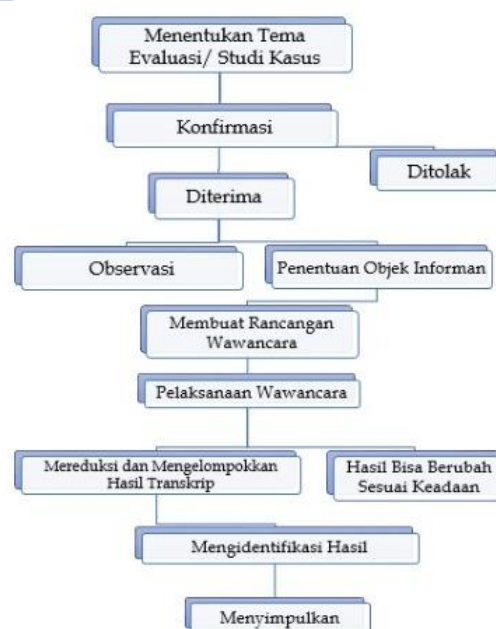 Menentukan Tema
Evaluasi/ Studi Kasus
Konfirmasi
Ditolak
Diterima
Observasi
Penentuan Objek Informan
Membuat Rancangan
Wawancara
Pelaksanaan Wawancara
Mereduksi dan Mengelompokkan
Hasil Transkrip
Hasil Bisa Berubah
Sesuai Keadaan
Mengidentifikasi Hasil
Menyimpulkan